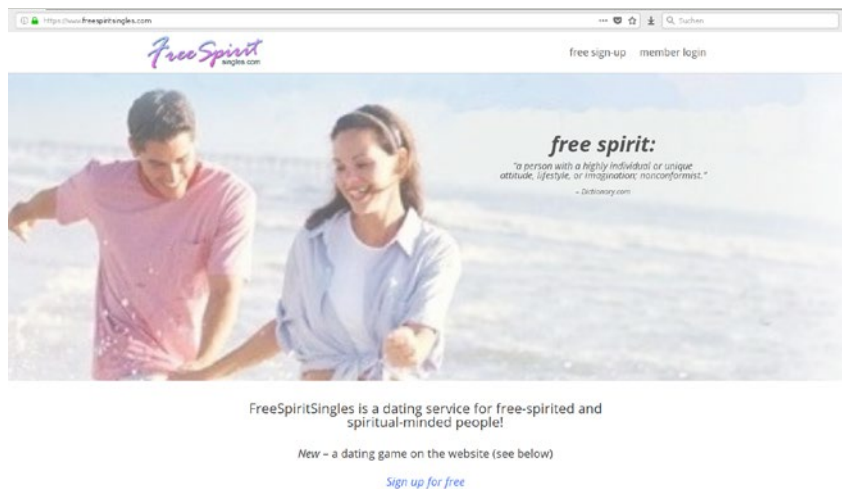 https://www.freespiritsingles.com
Suchen
Free Spirit
singles.com
free sign-up member login
free spirit:
"a person with a highly individual or unique
attitude, lifestyle, or imagination; nonconformist."
– Dictionary.com
FreeSpiritSingles is a dating service for free-spirited and
spiritual-minded people!
New – a dating game on the website (see below)
Sign up for free